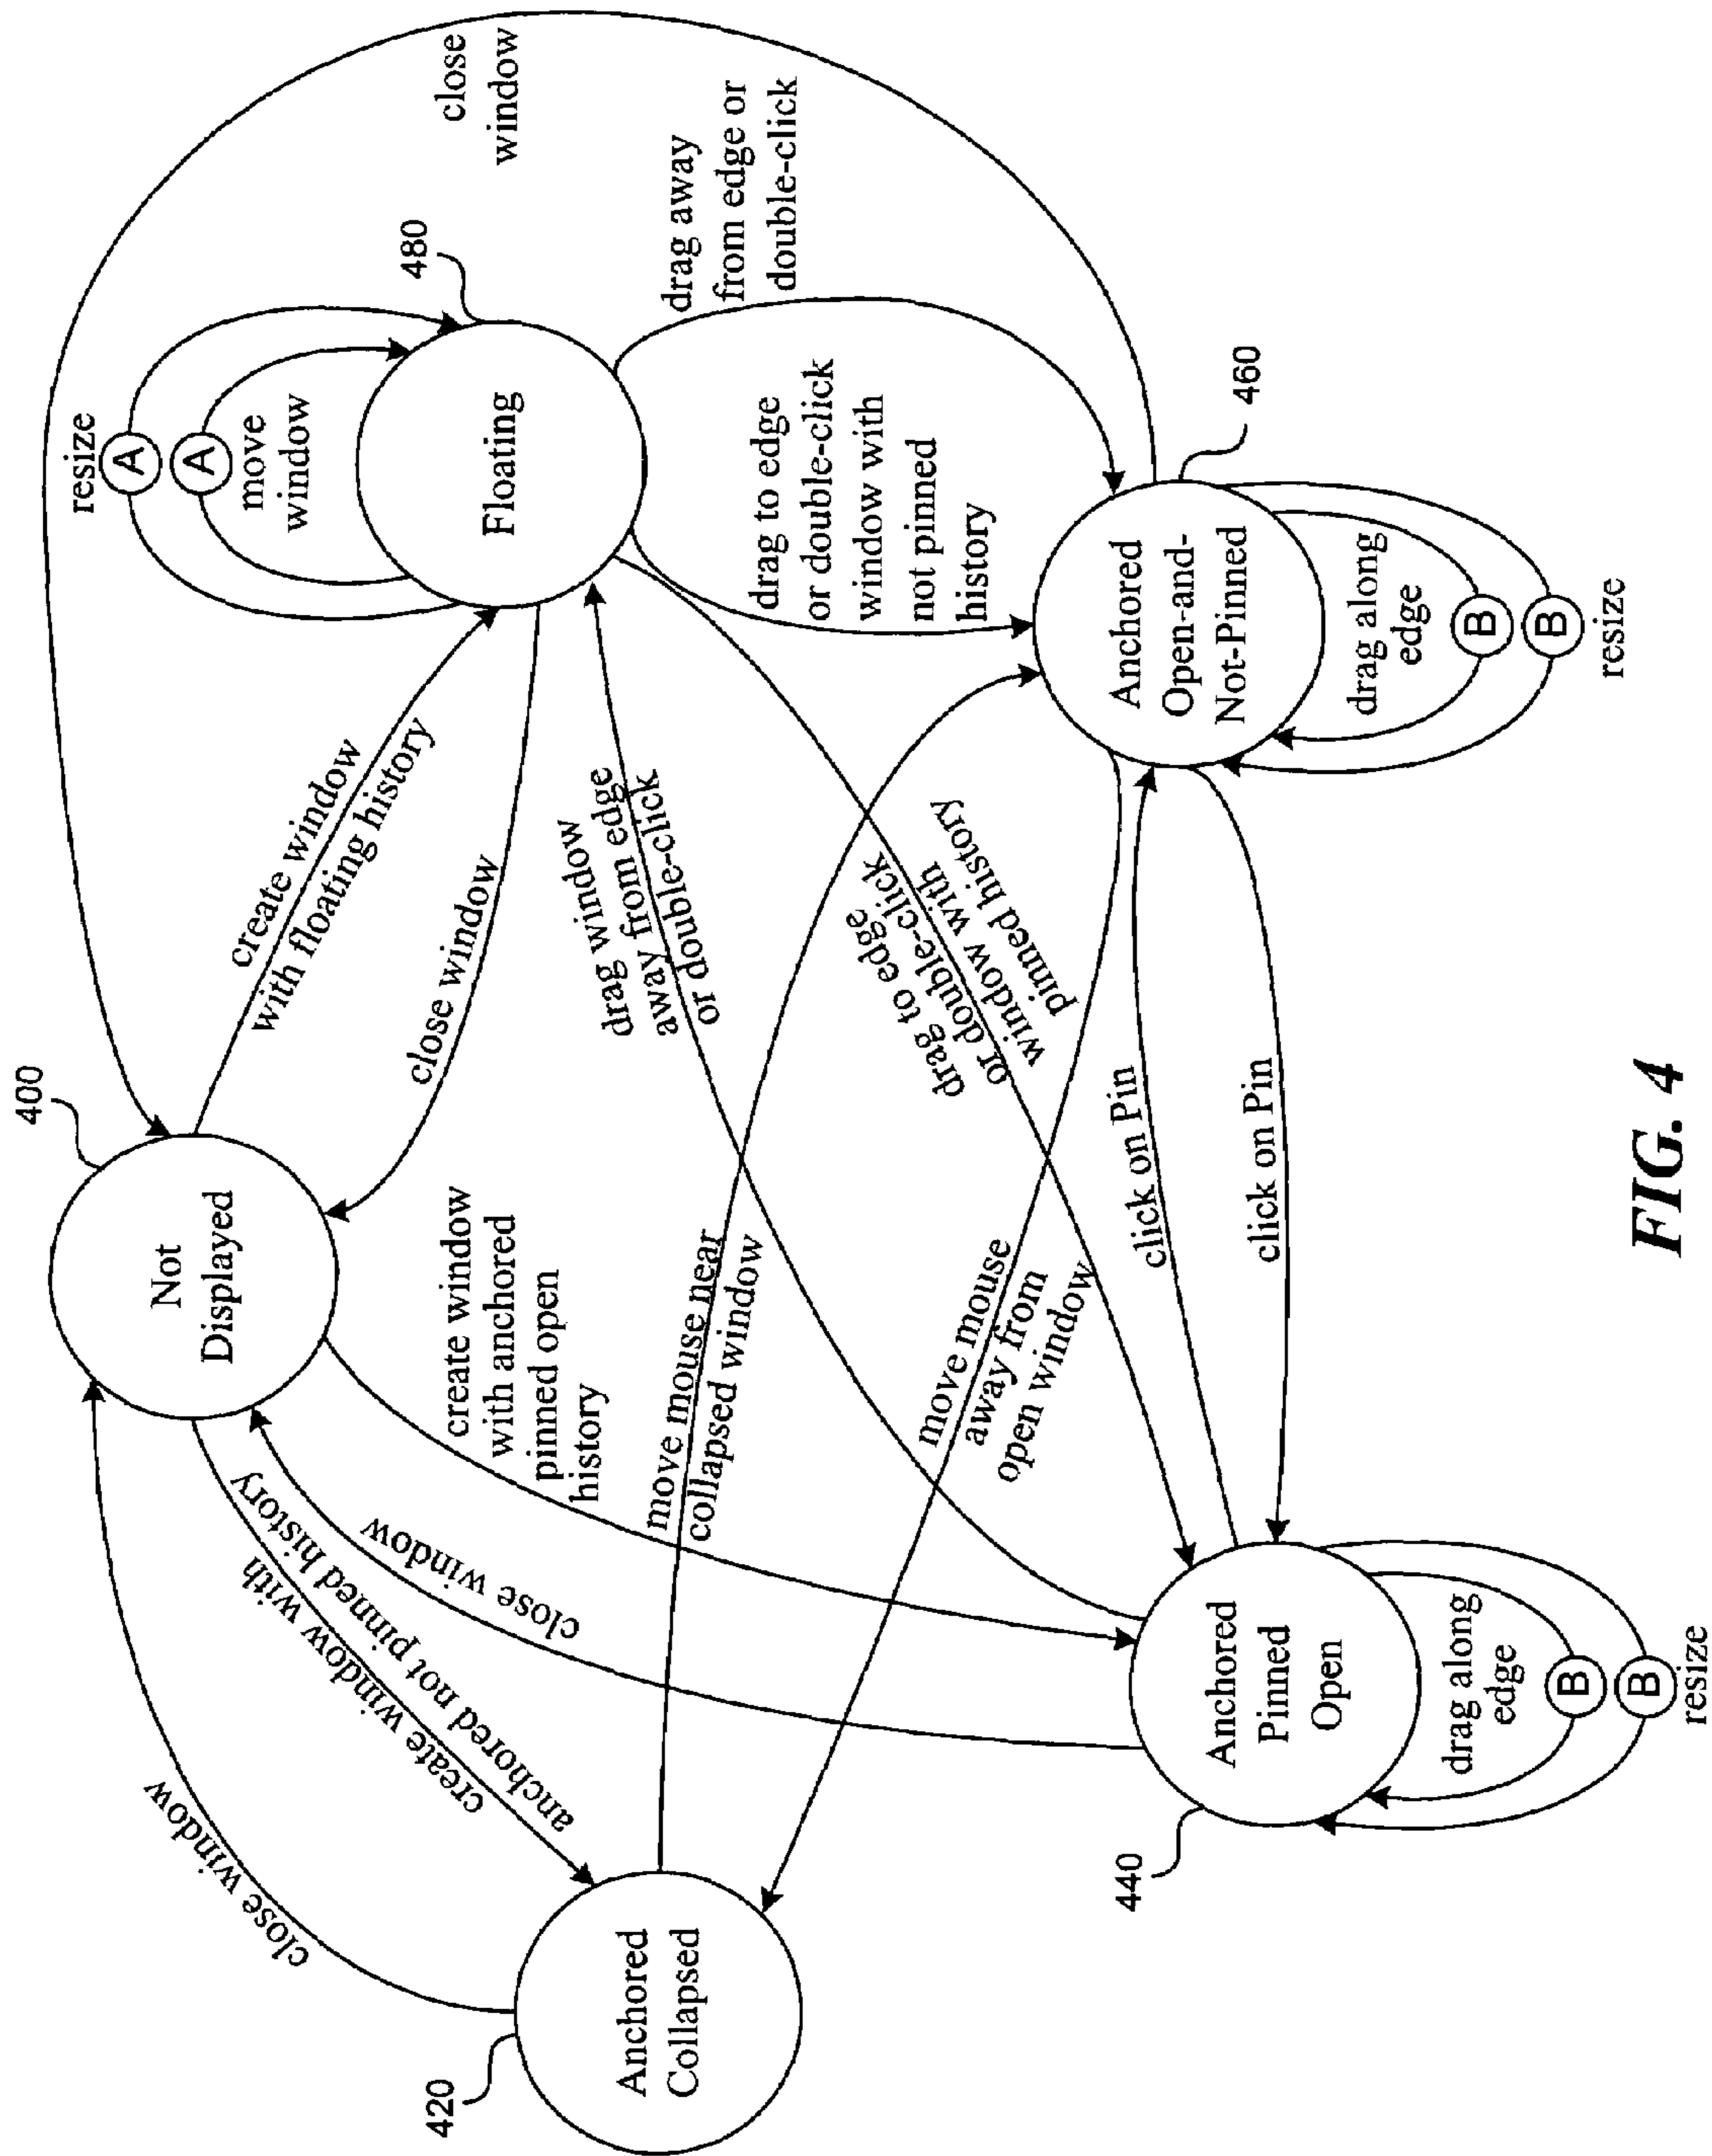 400
Not
Displayed
close window
create window with
anchored not pinned history
close window
create window
with anchored
pinned open
history
create window
with floating history
close window
resize
A
A
move
window
480
Floating
close
window
420
Anchored
Collapsed
move mouse near
collapsed window
move mouse
away from
open window
drag window
away from edge
or double-click
drag to edge
or double-click
window with
pinned history
drag to edge
or double-click
window with
not pinned
history
drag away
from edge or
double-click
440
Anchored
Pinned
Open
drag along
edge
B
B
resize
click on Pin
click on Pin
460
Anchored
Open-and-
Not-Pinned
drag along
edge
B
B
resize
FIG. 4